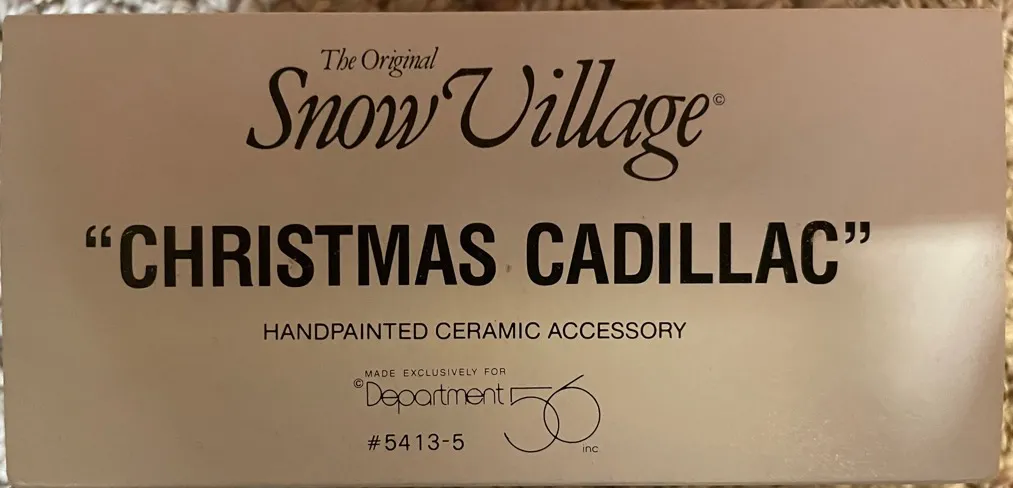 The Original
Snow Village©
“CHRISTMAS CADILLAC”
HANDPAINTED CERAMIC ACCESSORY
MADE EXCLUSIVELY FOR
©Department 56 inc
#5413-5